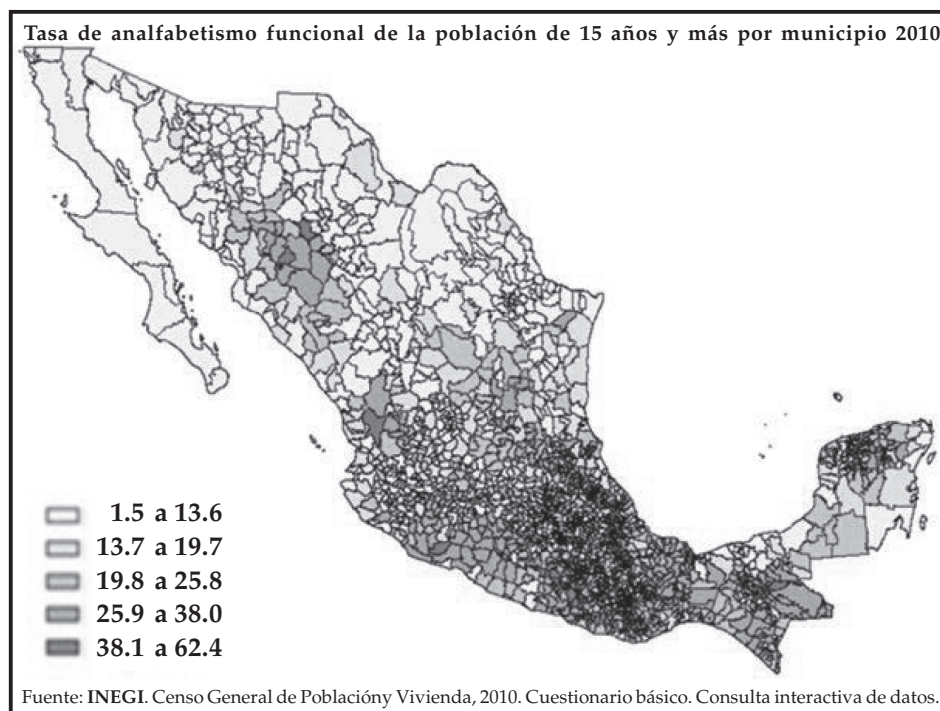 Tasa de analfabetismo funcional de la población de 15 años y más por municipio 2010
1.5 a 13.6
13.7 a 19.7
19.8 a 25.8
25.9 a 38.0
38.1 a 62.4
Fuente: INEGI. Censo General de Poblacióny Vivienda, 2010. Cuestionario básico. Consulta interactiva de datos.